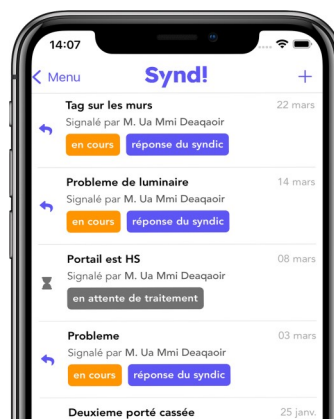 14:07
Menu
Synd!
Tag sur les murs
22 mars
Signalé par M. Ua Mmi Deaqaoir
en cours
réponse du syndic
Probleme de luminaire
14 mars
Signalé par M. Ua Mmi Deaqaoir
en cours
réponse du syndic
Portail est HS
08 mars
Signalé par M. Ua Mmi Deaqaoir
en attente de traitement
Probleme
03 mars
Signalé par M. Ua Mmi Deaqaoir
en cours
réponse du syndic
Deuxieme porté cassée
25 janv.